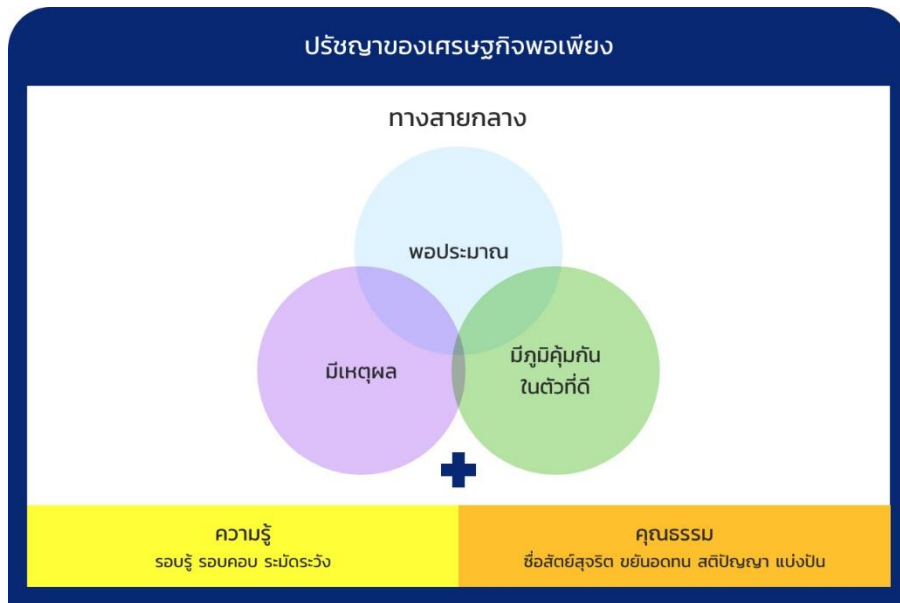 ปรัชญาของเศรษฐกิจพอเพียง
ทางสายกลาง
พอประมาณ
มีเหตุผล
มีภูมิคุ้มกัน
ในตัวที่ดี
ความรู้
รอบรู้ รอบคอบ ระมัดระวัง
คุณธรรม
ซื่อสัตย์สุจริต ขยันอดทน สติปัญญา แบ่งปัน